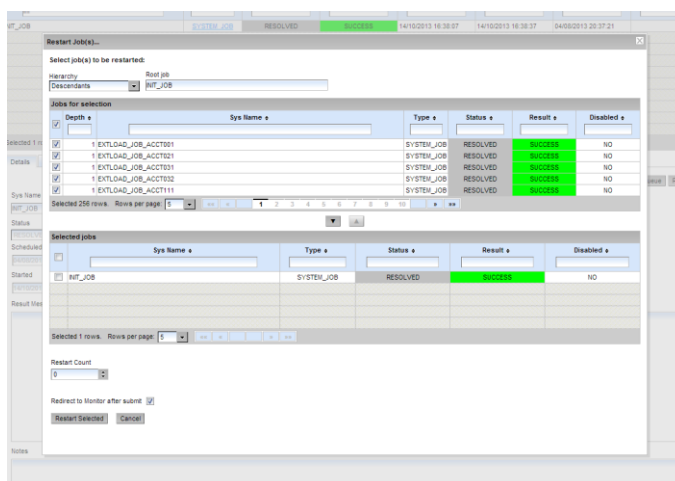 NIT_JOB SYSTEM_JOB RESOLVED SUCCESS 14/10/2013 16:38:07 14/10/2013 16:38:37 04/08/2013 20:37:21
Restart Job(s)...
Select job(s) to be restarted:
Hierarchy Root job
Descendants INIT_JOB
Jobs for selection
Depth Sys Name Type Status Result Disabled
1 EXTLOAD_JOB_ACCT001 SYSTEM_JOB RESOLVED SUCCESS NO
1 EXTLOAD_JOB_ACCT021 SYSTEM_JOB RESOLVED SUCCESS NO
1 EXTLOAD_JOB_ACCT031 SYSTEM_JOB RESOLVED SUCCESS NO
1 EXTLOAD_JOB_ACCT032 SYSTEM_JOB RESOLVED SUCCESS NO
1 EXTLOAD_JOB_ACCT111 SYSTEM_JOB RESOLVED SUCCESS NO
Selected 256 rows. Rows per page: 5 1 2 3 4 5 6 7 8 9 10
Selected jobs
Sys Name Type Status Result Disabled
INIT_JOB SYSTEM_JOB RESOLVED SUCCESS NO
Selected 1 rows. Rows per page: 5
Restart Count
0
Redirect to Monitor after submit
Restart Selected Cancel
Selected 1 r
Details
Sys Name
INIT_JOB
Status
Scheduled
Started
Result Mes
Notes